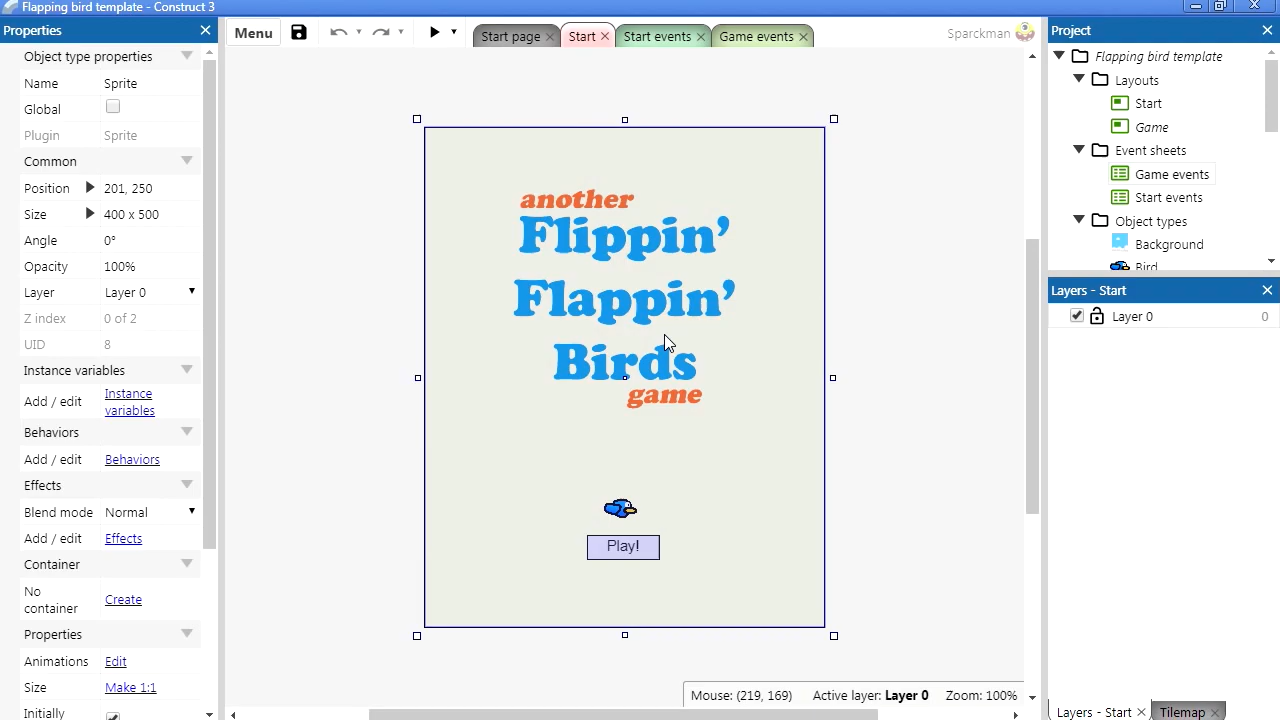 Flapping bird template - Construct 3
Properties
Menu
Start page
Start
Start events
Game events
Sparckman
Project
Object type properties
Name Sprite
Global
Plugin Sprite
Common
Position 201, 250
Size 400 x 500
Angle 0°
Opacity 100%
Layer Layer 0
Z index 0 of 2
UID 8
Instance variables
Add / edit Instance variables
Behaviors
Add / edit Behaviors
Effects
Blend mode Normal
Add / edit Effects
Container
No container Create
Properties
Animations Edit
Size Make 1:1
Initially
another
Flippin’
Flappin’
Birds
game
Play!
Mouse: (219, 169) Active layer: Layer 0 Zoom: 100%
Flapping bird template
Layouts
Start
Game
Event sheets
Game events
Start events
Object types
Background
Bird
Layers - Start
Layer 0 0
Layers - Start
Tilemap